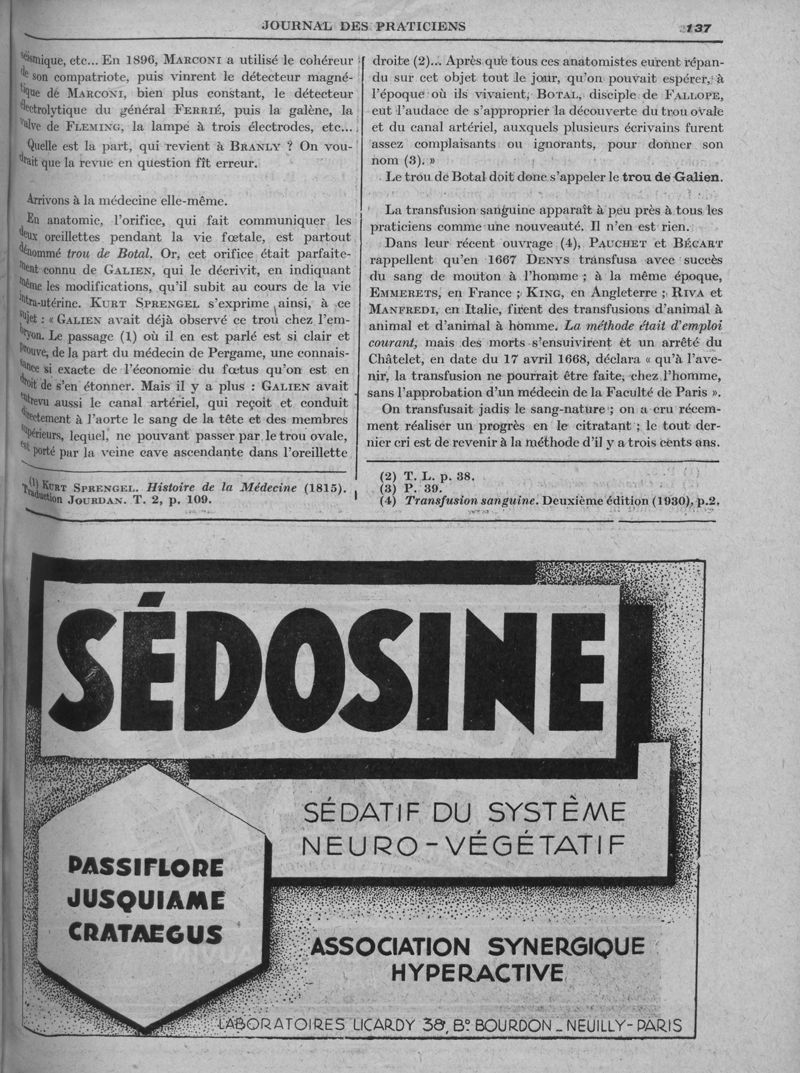 JOURNAL DES PRATICIENS
137
sismique, etc... En 1896, MARCONI a utilisé le cohéreur
de son compatriote, puis vinrent le détecteur magné-
tique de MARCONI, bien plus constant, le détecteur
électrolytique du général FERRIÉ, puis la galène, la
valve de FLEMING, la lampe à trois électrodes, etc...
Quelle est la part, qui revient à BRANLY ? On vou-
drait que la revue en question fît erreur.
Arrivons à la médecine elle-même.
En anatomie, l'orifice, qui fait communiquer les
deux oreillettes pendant la vie fœtale, est partout
dénommé trou de Botal. Or, cet orifice était parfaite-
ment connu de GALIEN, qui le décrivit, en indiquant
même les modifications, qu'il subit au cours de la vie
intra-utérine. KURT SPRENGEL s'exprime ainsi, à ce
sujet : « GALIEN avait déjà observé ce trou chez l'em-
bryon. Le passage (1) où il en est parlé est si clair et
prouve, de la part du médecin de Pergame, une connais-
sance si exacte de l'économie du fœtus qu'on est en
droit de s'en étonner. Mais il y a plus : GALIEN avait
entrevu aussi le canal artériel, qui reçoit et conduit
directement à l'aorte le sang de la tête et des membres
supérieurs, lequel, ne pouvant passer par le trou ovale,
est porté par la veine cave ascendante dans l'oreillette
(1) KURT SPRENGEL. Histoire de la Médecine (1815).
Traduction JOURDAN. T. 2, p. 109.
droite (2)... Après que tous ces anatomistes eurent répan-
du sur cet objet tout le jour, qu'on pouvait espérer, à
l'époque où ils vivaient, BOTAL, disciple de FALLOPE,
eut l'audace de s'approprier la découverte du trou ovale
et du canal artériel, auxquels plusieurs écrivains furent
assez complaisants ou ignorants, pour donner son
nom (3). »
Le trou de Botal doit donc s'appeler le trou de Galien.
La transfusion sanguine apparaît à peu près à tous les
praticiens comme une nouveauté. Il n'en est rien.
Dans leur récent ouvrage (4), PAUCHET et BÉCART
rappellent qu'en 1667 DENYS transfusa avec succès
du sang de mouton à l'homme ; à la même époque,
EMMERETS, en France ; KING, en Angleterre ; RIVA et
MANFREDI, en Italie, firent des transfusions d'animal à
animal et d'animal à homme. La méthode était d'emploi
courant; mais des morts s'ensuivirent et un arrêté du
Châtelet, en date du 17 avril 1668, déclara « qu'à l'ave-
nir, la transfusion ne pourrait être faite, chez l'homme,
sans l'approbation d'un médecin de la Faculté de Paris ».
On transfusait jadis le sang-nature ; on a cru récem-
ment réaliser un progrès en le citratant ; le tout der-
nier cri est de revenir à la méthode d'il y a trois cents ans.
(2) T. L. p. 38.
(3) P. 39.
(4) Transfusion sanguine. Deuxième édition (1930), p.2.
SÉDOSINE
SÉDATIF DU SYSTÈME
NEURO-VÉGÉTATIF
PASSIFLORE
JUSQUIAME
CRATAEGUS
ASSOCIATION SYNERGIQUE
HYPERACTIVE
LABORATOIRES LICARDY 38, Bᵈ BOURDON _ NEUILLY-PARIS